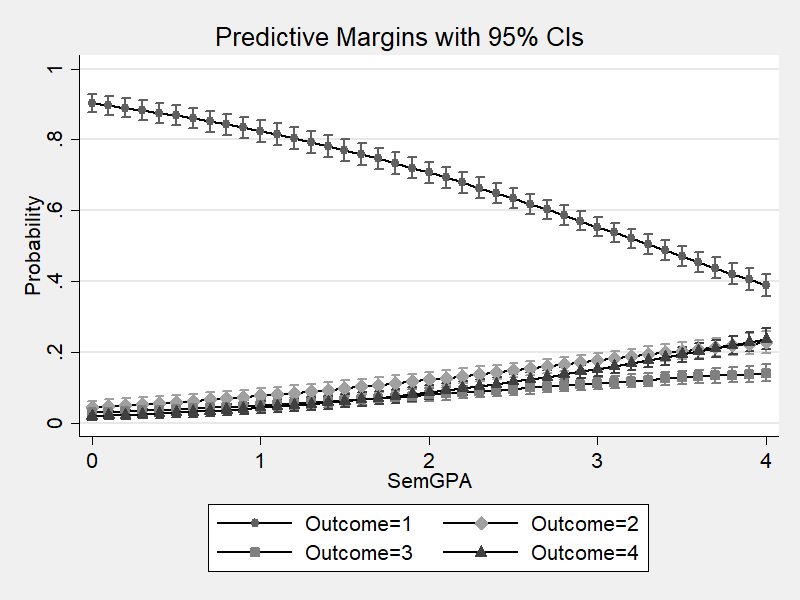 Predictive Margins with 95% CIs
Probability
1
.8
.6
.4
.2
0
0 1 2 3 4
SemGPA
Outcome=1 Outcome=2
Outcome=3 Outcome=4